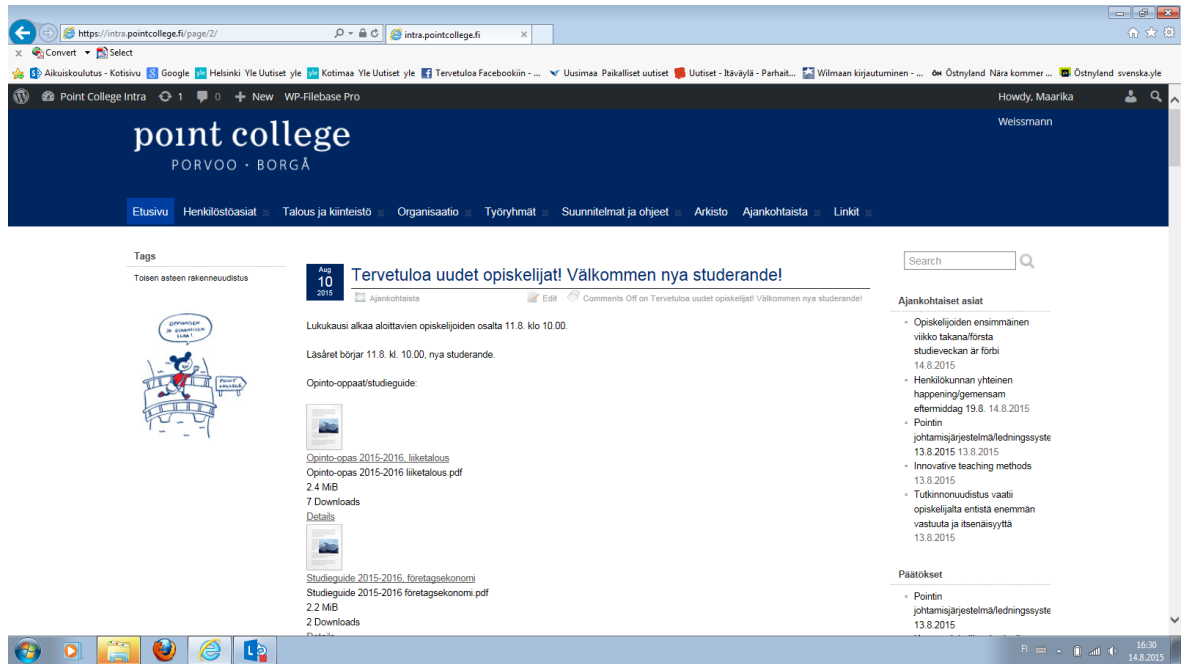 https://intra.pointcollege.fi/page/2/
intra.pointcollege.fi
x Convert Select
Aikuiskoulutus - Kotisivu Google Helsinki Yle Uutiset yle Kotimaa Yle Uutiset yle Tervetuloa Facebookiin - ... Uusimaa Paikalliset uutiset Uutiset - Itäväylä - Parhait... Wilmaan kirjautuminen - ... Östnyland Nära kommer ... Östnyland svenska.yle
Point College Intra 1 0 + New WP-Filebase Pro Howdy, Maarika
Weissmann
point college
PORVOO · BORGÅ
Etusivu Henkilöstöasiat Talous ja kiinteistö Organisaatio Työryhmät Suunnitelmat ja ohjeet Arkisto Ajankohtaista Linkit
Tags
Toisen asteen rakenneuudistus
OPPIMISEN
JA OSAAMISEN
ILOA!
POINT
COLLEGE
Aug
10
2015
Tervetuloa uudet opiskelijat! Välkommen nya studerande!
Ajankohtaista Edit Comments Off on Tervetuloa uudet opiskelijat! Välkommen nya studerande!
Lukukausi alkaa aloittavien opiskelijoiden osalta 11.8. klo 10.00.
Läsåret börjar 11.8. kl. 10.00, nya studerande.
Opinto-oppaat/studieguide:
Opinto-opas 2015-2016, liiketalous
Opinto-opas 2015-2016 liiketalous.pdf
2.4 MiB
7 Downloads
Details
Studieguide 2015-2016, företagsekonomi
Studieguide 2015-2016 företagsekonomi.pdf
2.2 MiB
2 Downloads
Search
Ajankohtaiset asiat
Opiskelijoiden ensimmäinen
viikko takana/första
studieveckan är förbi
14.8.2015
Henkilökunnan yhteinen
happening/gemensam
eftermiddag 19.8. 14.8.2015
Pointin
johtamisjärjestelmä/ledningssyste
13.8.2015 13.8.2015
Innovative teaching methods
13.8.2015
Tutkinnonuudistus vaatii
opiskelijalta entistä enemmän
vastuuta ja itsenäisyyttä
13.8.2015
Päätökset
Pointin
johtamisjärjestelmä/ledningssyste
13.8.2015
FI 16:30
14.8.2015